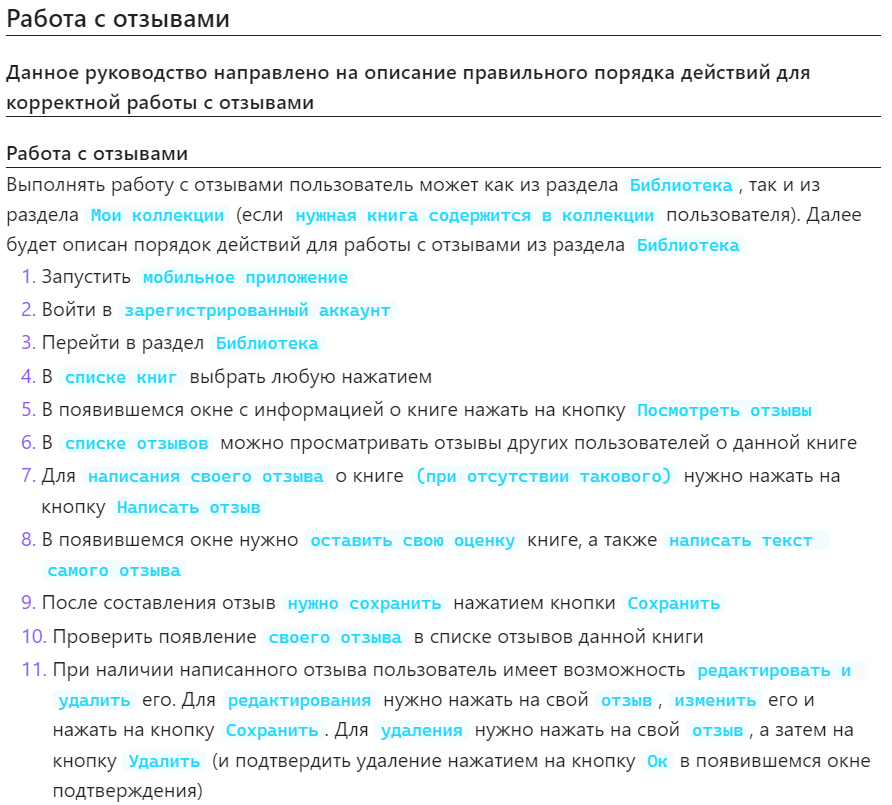 Работа с отзывами
Данное руководство направлено на описание правильного порядка действий для
корректной работы с отзывами
Работа с отзывами
Выполнять работу с отзывами пользователь может как из раздела Библиотека, так и из
раздела Мои коллекции (если нужная книга содержится в коллекции пользователя). Далее
будет описан порядок действий для работы с отзывами из раздела Библиотека
1. Запустить мобильное приложение
2. Войти в зарегистрированный аккаунт
3. Перейти в раздел Библиотека
4. В списке книг выбрать любую нажатием
5. В появившемся окне с информацией о книге нажать на кнопку Посмотреть отзывы
6. В списке отзывов можно просматривать отзывы других пользователей о данной книге
7. Для написания своего отзыва о книге (при отсутствии такового) нужно нажать на
кнопку Написать отзыв
8. В появившемся окне нужно оставить свою оценку книге, а также написать текст
самого отзыва
9. После составления отзыв нужно сохранить нажатием кнопки Сохранить
10. Проверить появление своего отзыва в списке отзывов данной книги
11. При наличии написанного отзыва пользователь имеет возможность редактировать и
удалить его. Для редактирования нужно нажать на свой отзыв, изменить его и
нажать на кнопку Сохранить. Для удаления нужно нажать на свой отзыв, а затем на
кнопку Удалить (и подтвердить удаление нажатием на кнопку Ок в появившемся окне
подтверждения)